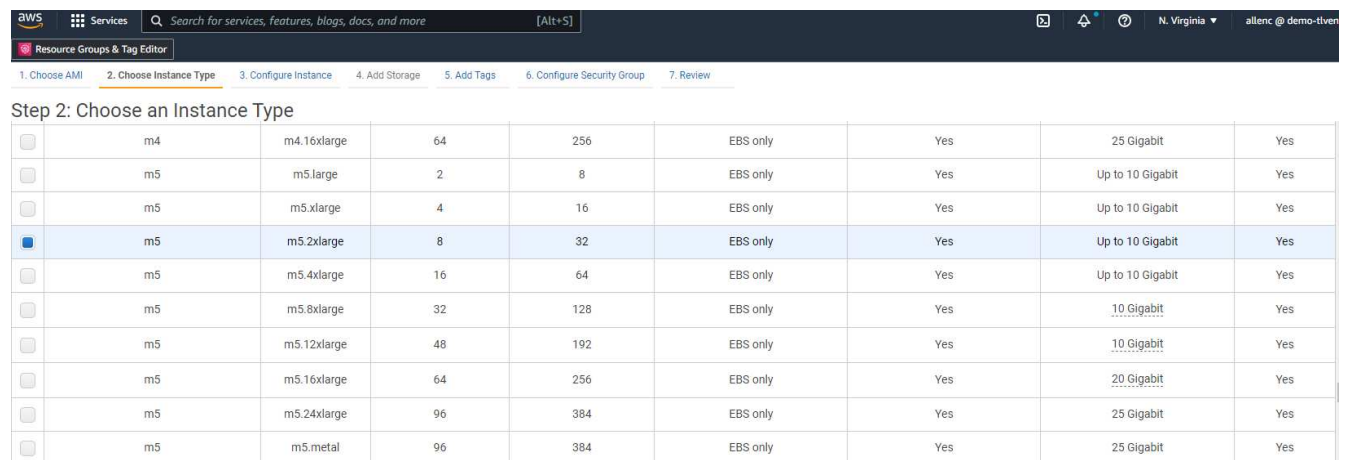 aws Services Search for services, features, blogs, docs, and more [Alt+S] N. Virginia ▼ allenc @ demo-tlven
Resource Groups & Tag Editor
1. Choose AMI 2. Choose Instance Type 3. Configure Instance 4. Add Storage 5. Add Tags 6. Configure Security Group 7. Review
Step 2: Choose an Instance Type
m4 m4.16xlarge 64 256 EBS only Yes 25 Gigabit Yes
m5 m5.large 2 8 EBS only Yes Up to 10 Gigabit Yes
m5 m5.xlarge 4 16 EBS only Yes Up to 10 Gigabit Yes
m5 m5.2xlarge 8 32 EBS only Yes Up to 10 Gigabit Yes
m5 m5.4xlarge 16 64 EBS only Yes Up to 10 Gigabit Yes
m5 m5.8xlarge 32 128 EBS only Yes 10 Gigabit Yes
m5 m5.12xlarge 48 192 EBS only Yes 10 Gigabit Yes
m5 m5.16xlarge 64 256 EBS only Yes 20 Gigabit Yes
m5 m5.24xlarge 96 384 EBS only Yes 25 Gigabit Yes
m5 m5.metal 96 384 EBS only Yes 25 Gigabit Yes